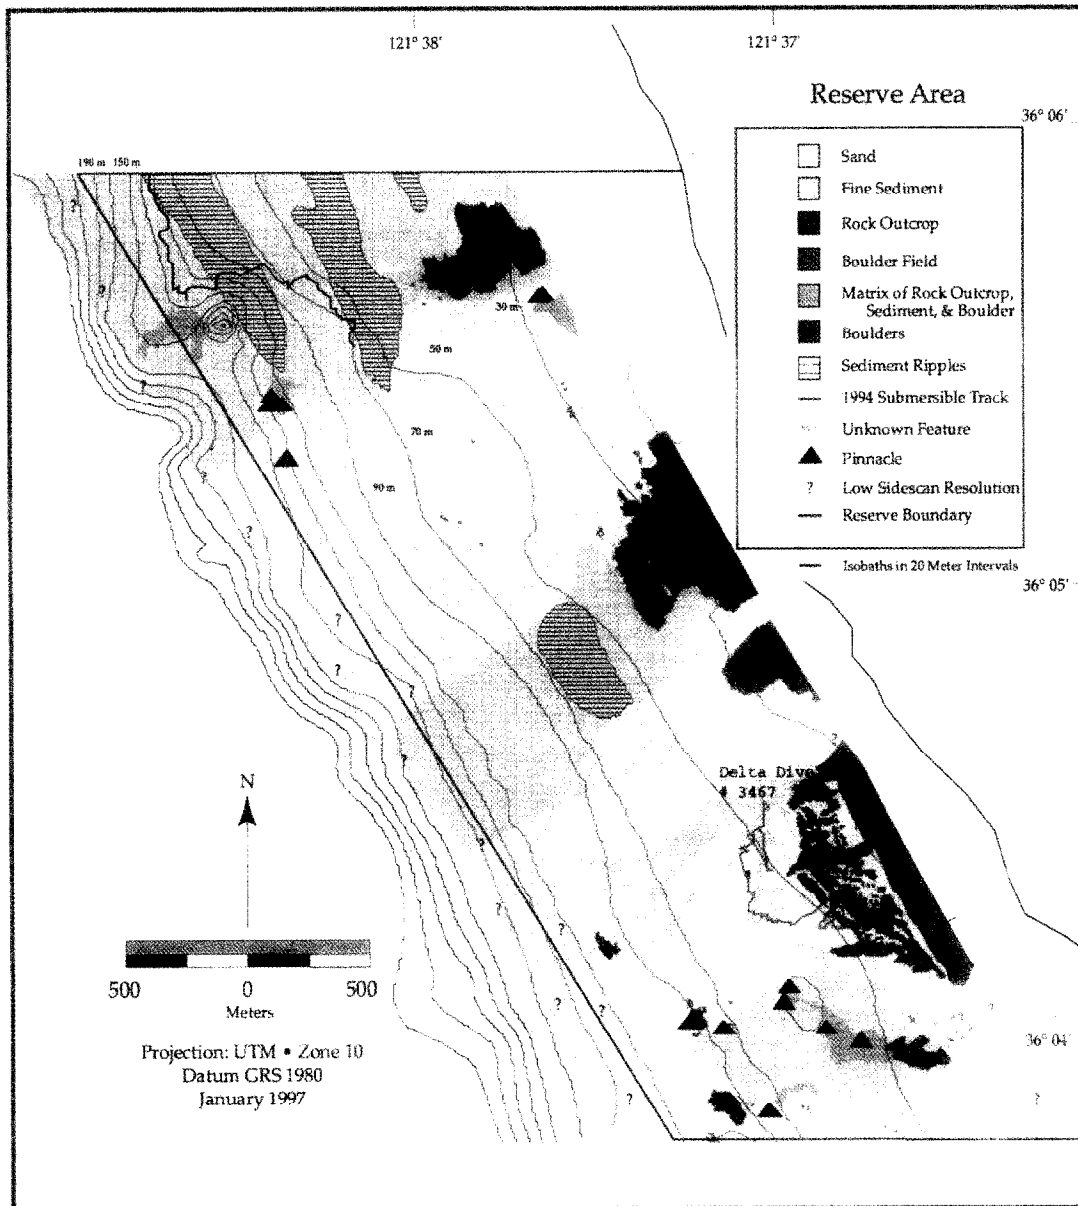 121° 38'
121° 37'
Reserve Area
36° 06'
Sand
Fine Sediment
Rock Outcrop
Boulder Field
Matrix of Rock Outcrop,
Sediment, & Boulder
Boulders
Sediment Ripples
1994 Submersible Track
Unknown Feature
Pinnacle
? Low Sidescan Resolution
Reserve Boundary
Isobaths in 20 Meter Intervals
190 m 150 m
30 m
50 m
70 m
90 m
36° 05'
Delta Dive
# 3467
N
500 0 500
Meters
Projection: UTM • Zone 10
Datum GRS 1980
January 1997
36° 04'